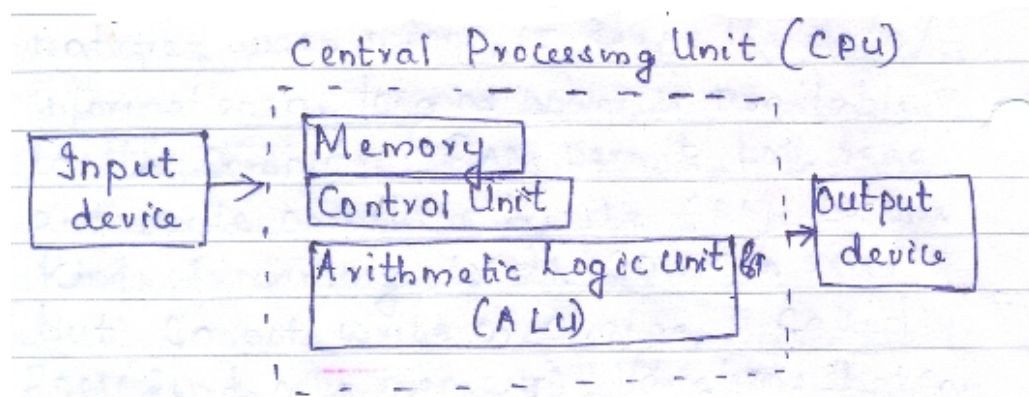 Central Processing Unit (CPU)
Input
device
Memory
Control Unit
Arithmetic Logic Unit
(ALU)
Output
device